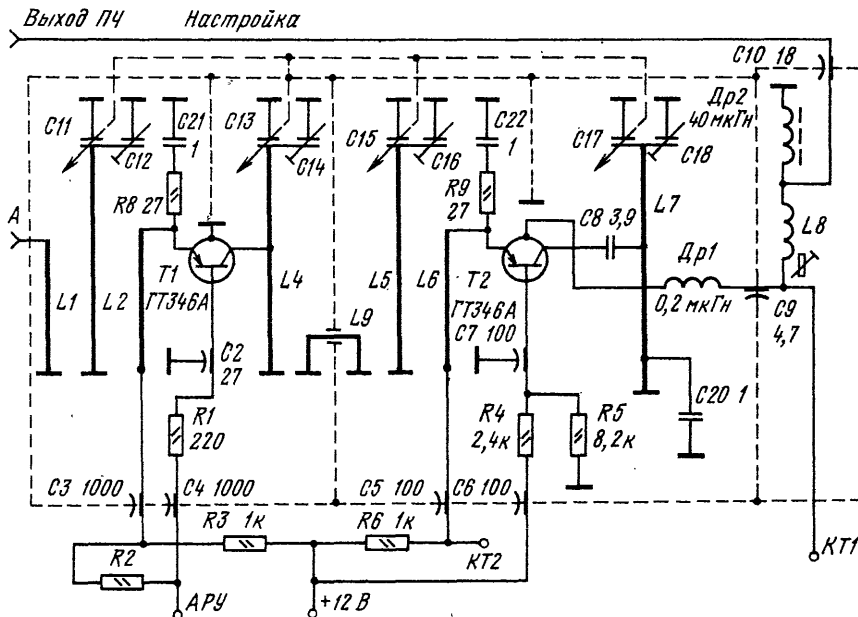 Выход ПЧ Настройка
C10 18
Др2
40 мкГн
C11
C12
C21
1
C13
C14
C15
C16
C22
1
C17
C18
R8 27
R9
27
A
C8 3,9
L7
L8
Др1
0,2 мкГн
T1
ГТ346А
T2
ГТ346А
L1
L2
L4
L5
L6
L9
C9
4,7
C2
27
C7 100
R1
220
R4
2,4к
R5
8,2к
C20 1
C3 1000
C4 1000
C5 100
C6 100
R3 1к
R6 1к
R2
КТ2
КТ1
АРУ
+12 В